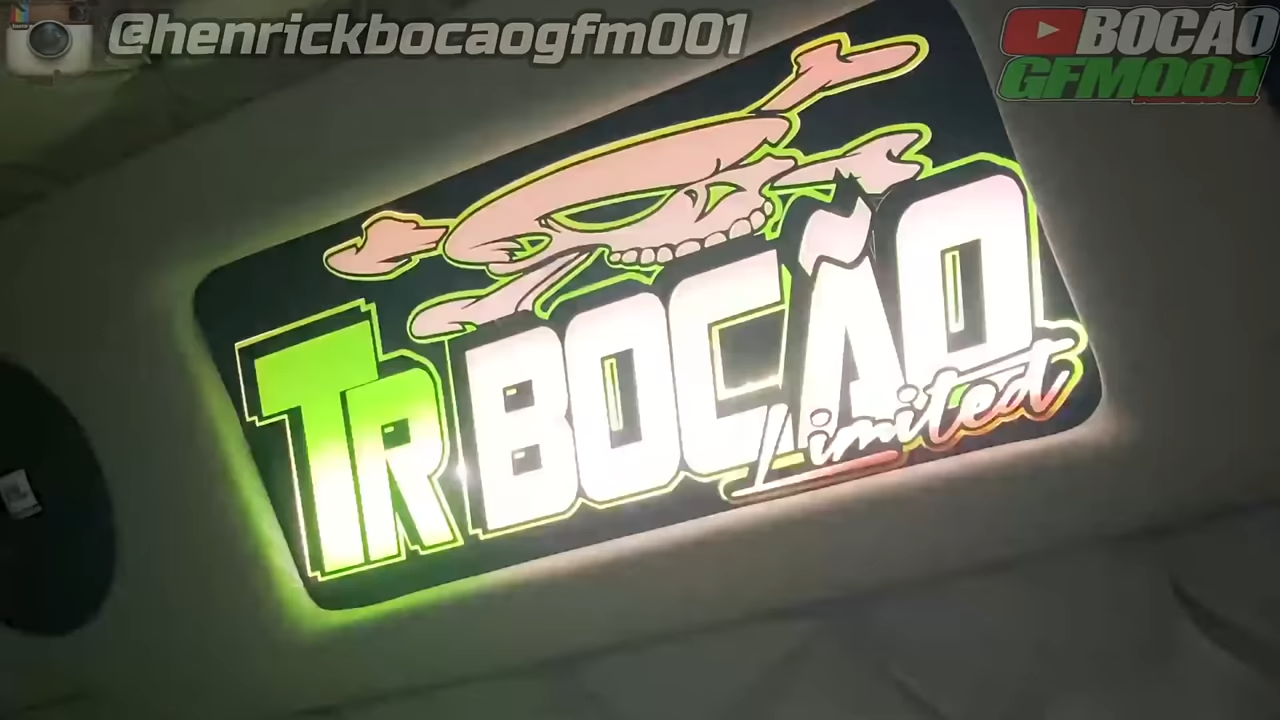 @henrickbocaogfm001
BOCÃO
GFM001
TR BOCÃO
Limited